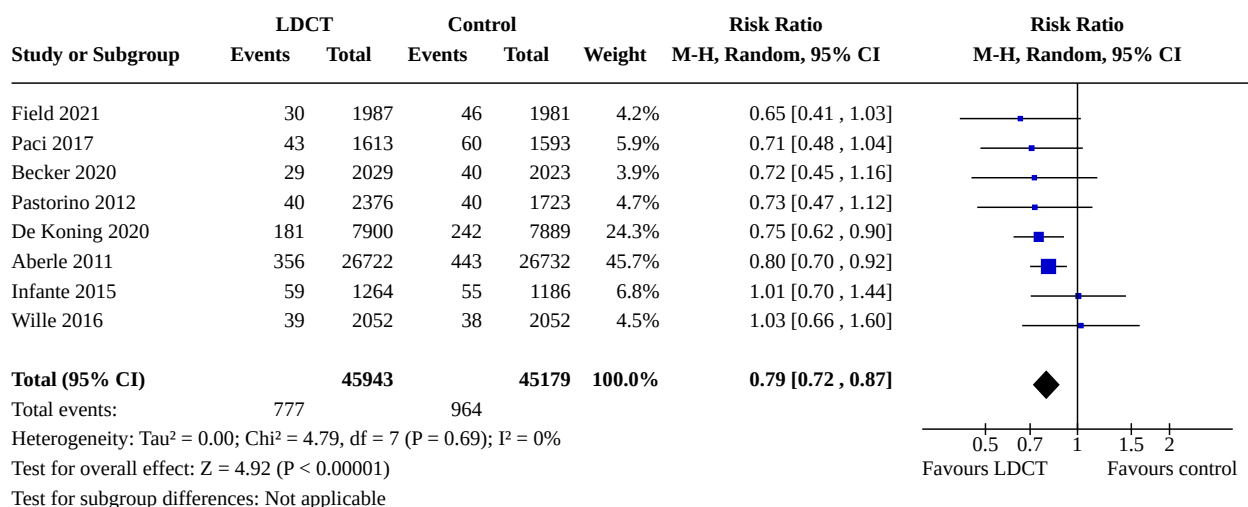 LDCT Control Risk Ratio Risk Ratio
Study or Subgroup Events Total Events Total Weight M-H, Random, 95% CI M-H, Random, 95% CI
Field 2021 30 1987 46 1981 4.2% 0.65 [0.41 , 1.03]
Paci 2017 43 1613 60 1593 5.9% 0.71 [0.48 , 1.04]
Becker 2020 29 2029 40 2023 3.9% 0.72 [0.45 , 1.16]
Pastorino 2012 40 2376 40 1723 4.7% 0.73 [0.47 , 1.12]
De Koning 2020 181 7900 242 7889 24.3% 0.75 [0.62 , 0.90]
Aberle 2011 356 26722 443 26732 45.7% 0.80 [0.70 , 0.92]
Infante 2015 59 1264 55 1186 6.8% 1.01 [0.70 , 1.44]
Wille 2016 39 2052 38 2052 4.5% 1.03 [0.66 , 1.60]
Total (95% CI) 45943 45179 100.0% 0.79 [0.72 , 0.87]
Total events: 777 964
Heterogeneity: Tau² = 0.00; Chi² = 4.79, df = 7 (P = 0.69); I² = 0%
0.5 0.7 1 1.5 2
Test for overall effect: Z = 4.92 (P < 0.00001)
Favours LDCT Favours control
Test for subgroup differences: Not applicable